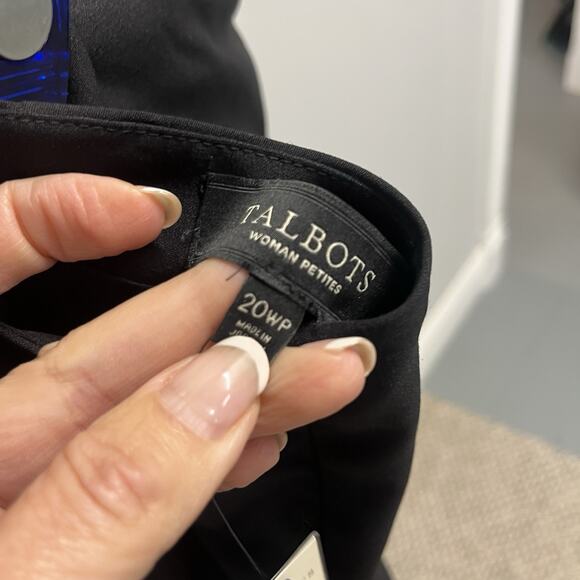 TALBOTS
WOMAN PETITES
20WP
MADE IN